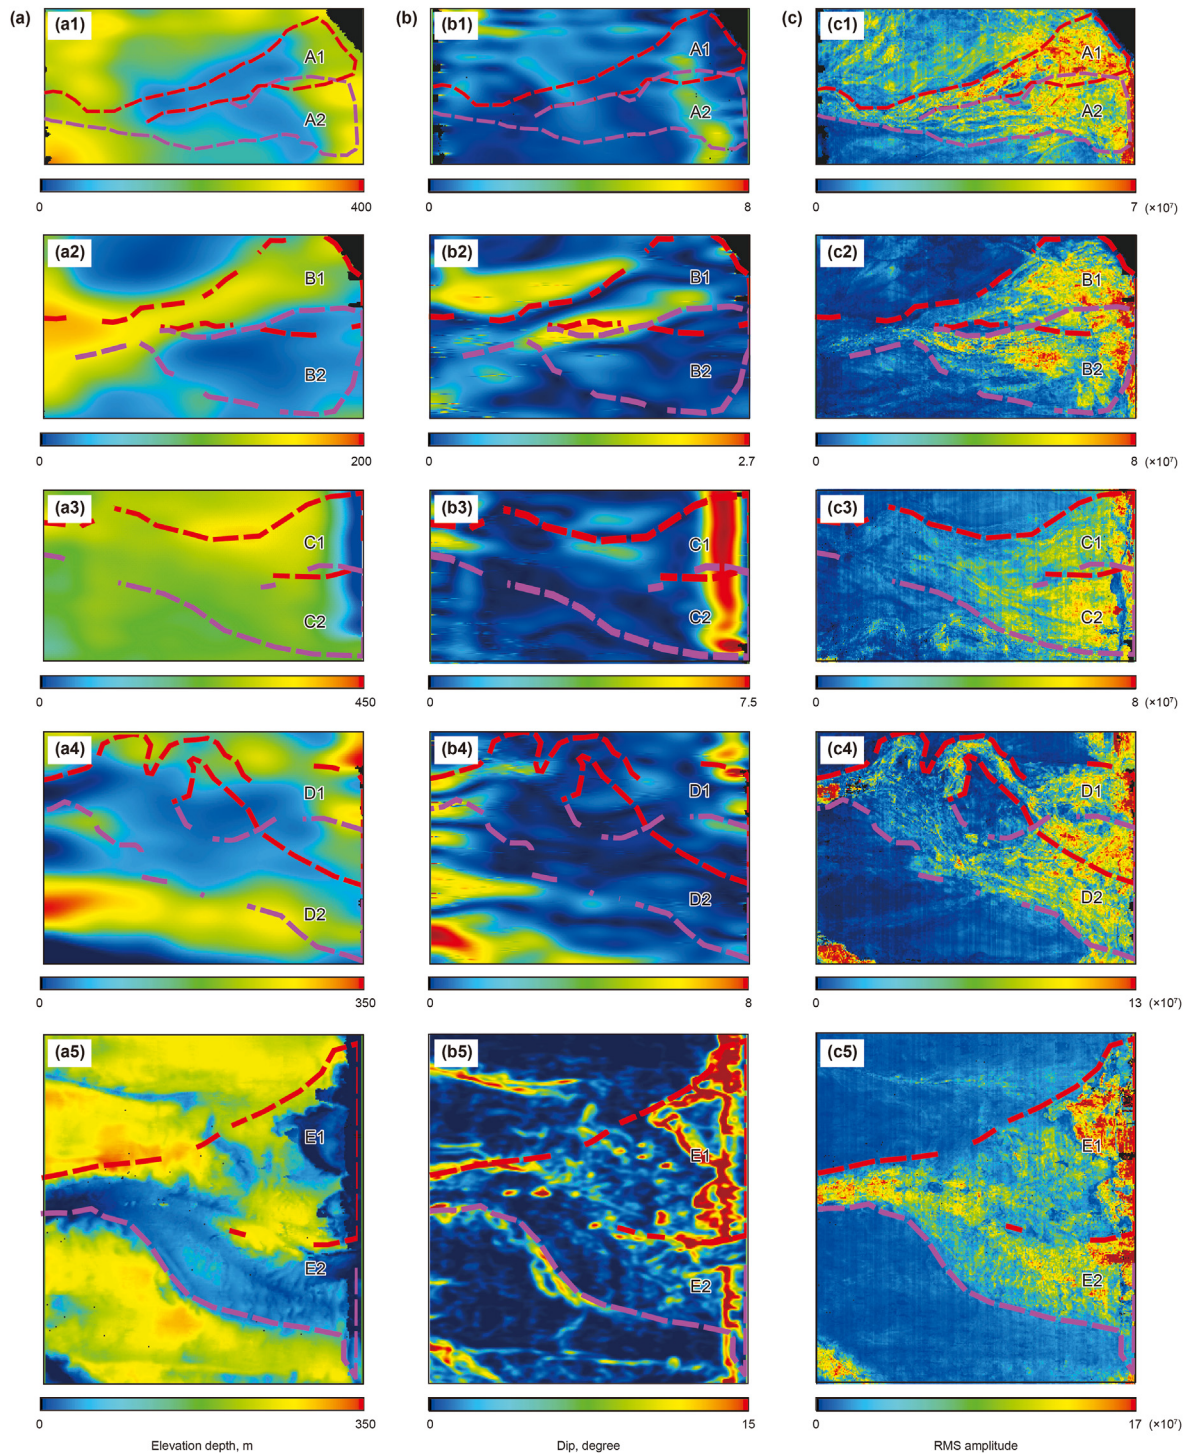 (a) (b) (c)
(a1) (b1) (c1)
A1 A1 A1
A2 A2 A2
0 400 0 8 0 7 (×10⁷)
(a2) (b2) (c2)
B1 B1 B1
B2 B2 B2
0 200 0 2.7 0 8 (×10⁷)
(a3) (b3) (c3)
C1 C1 C1
C2 C2 C2
0 450 0 7.5 0 8 (×10⁷)
(a4) (b4) (c4)
D1 D1 D1
D2 D2 D2
0 350 0 8 0 13 (×10⁷)
(a5) (b5) (c5)
E1 E1 E1
E2 E2 E2
0 350 0 15 0 17 (×10⁷)
Elevation depth, m Dip, degree RMS amplitude